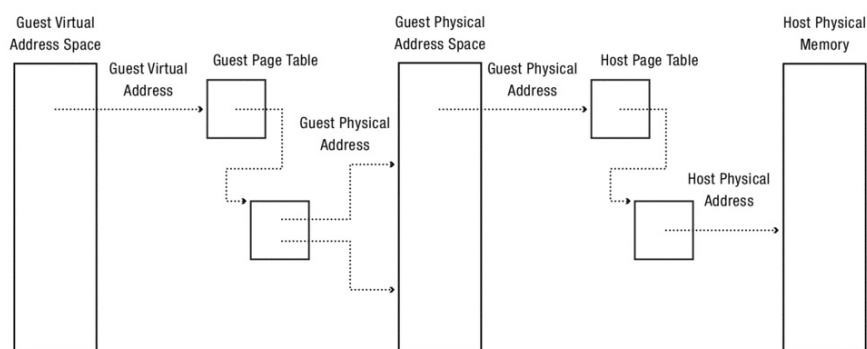 Guest Virtual
Address Space
Guest Virtual
Address
Guest Page Table
Guest Physical
Address
Guest Physical
Address Space
Guest Physical
Address
Host Page Table
Host Physical
Address
Host Physical
Memory